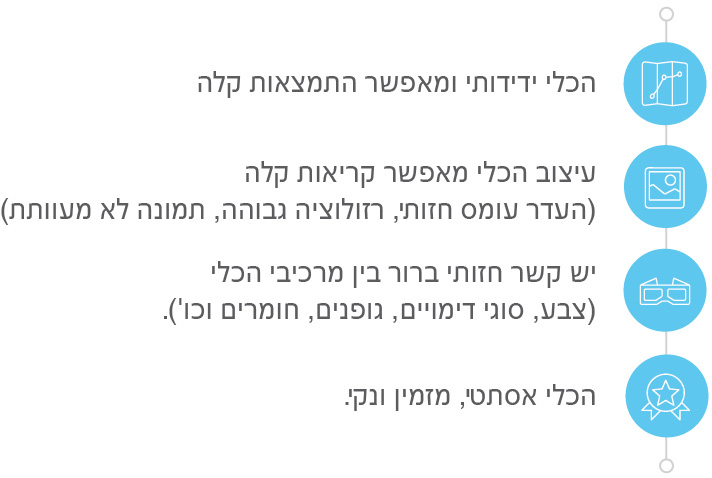 הכלי ידידותי ומאפשר התמצאות קלה
עיצוב הכלי מאפשר קריאות קלה
(העדר עומס חזותי, רזולוציה גבוהה, תמונה לא מעוותת)
יש קשר חזותי ברור בין מרכיבי הכלי
(צבע, סוגי דימויים, גופנים, חומרים וכו').
הכלי אסתטי, מזמין ונקי.